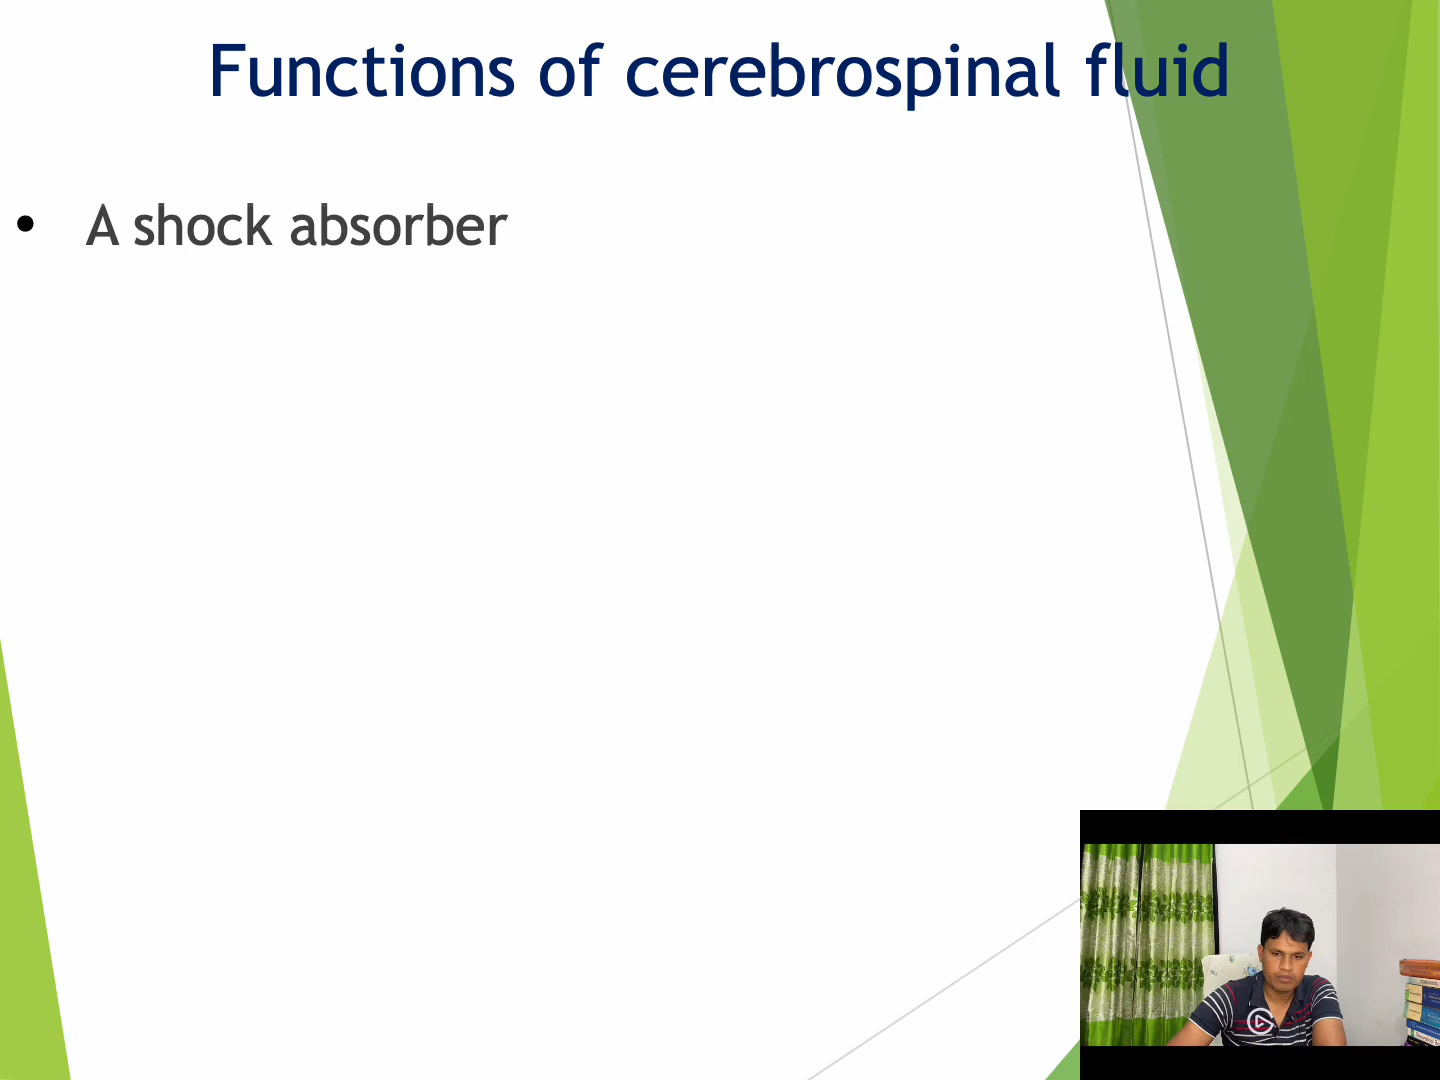 Functions of cerebrospinal fluid
• A shock absorber